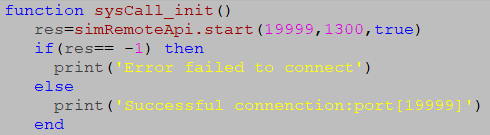 function sysCall_init()
    res=simRemoteApi.start(19999,1300,true)
    if(res== -1) then
        print('Error failed to connect')
    else
        print('Successful connenction:port[19999]')
    end